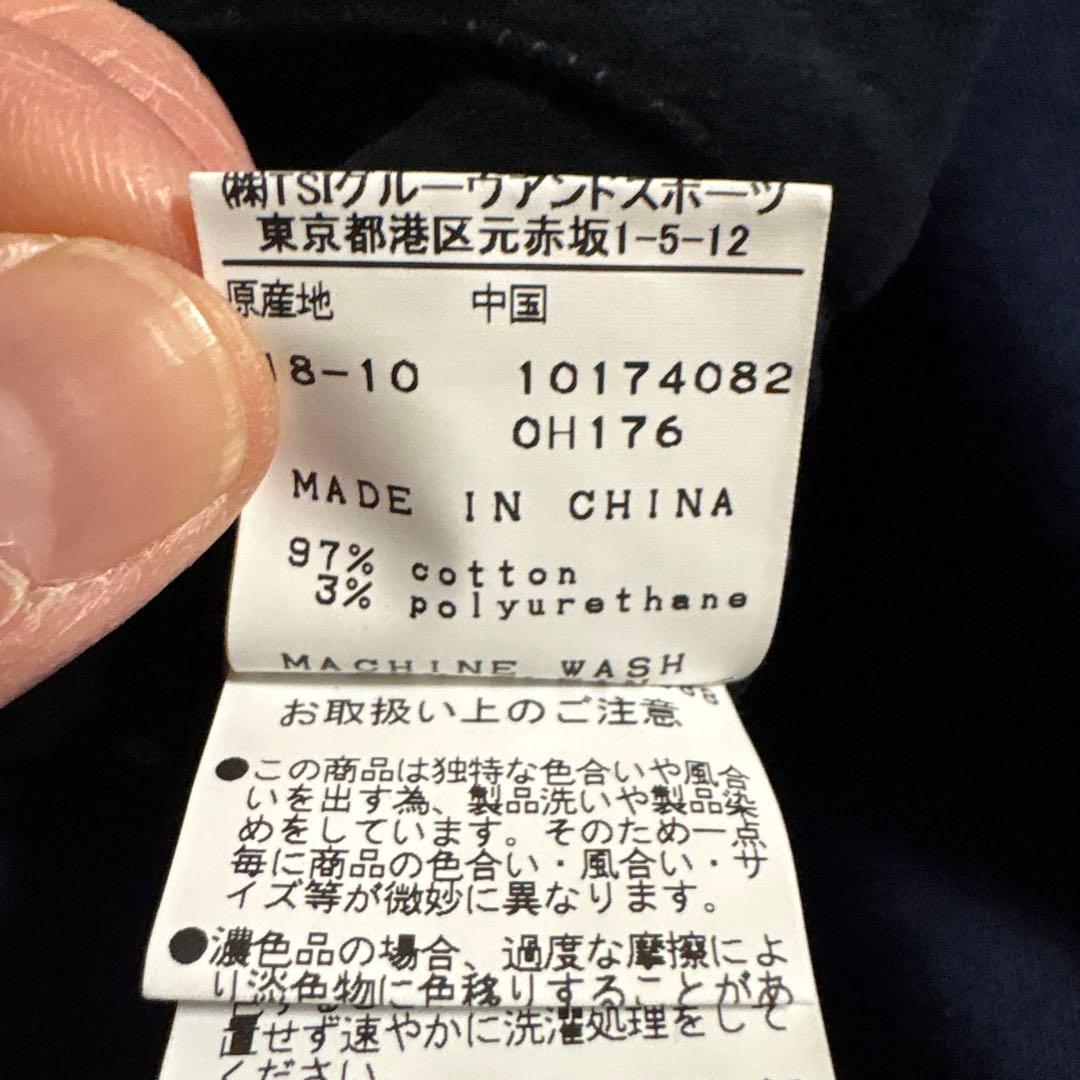 ㈱TSIグルーヴアンドスポーツ
東京都港区元赤坂1-5-12
原産地 中国
18-10 10174082
0H176
MADE IN CHINA
97% cotton
3% polyurethane
MACHINE WASH
お取扱い上のご注意
●この商品は独特な色合いや風合
いを出す為、製品洗いや製品染
めをしています。そのため一点
毎に商品の色合い・風合い・サ
イズ等が微妙に異なります。
●濃色品の場合、過度な摩擦によ
り淡色物に色移りすることがあ
置せず速やかに洗濯処理をして
ください。